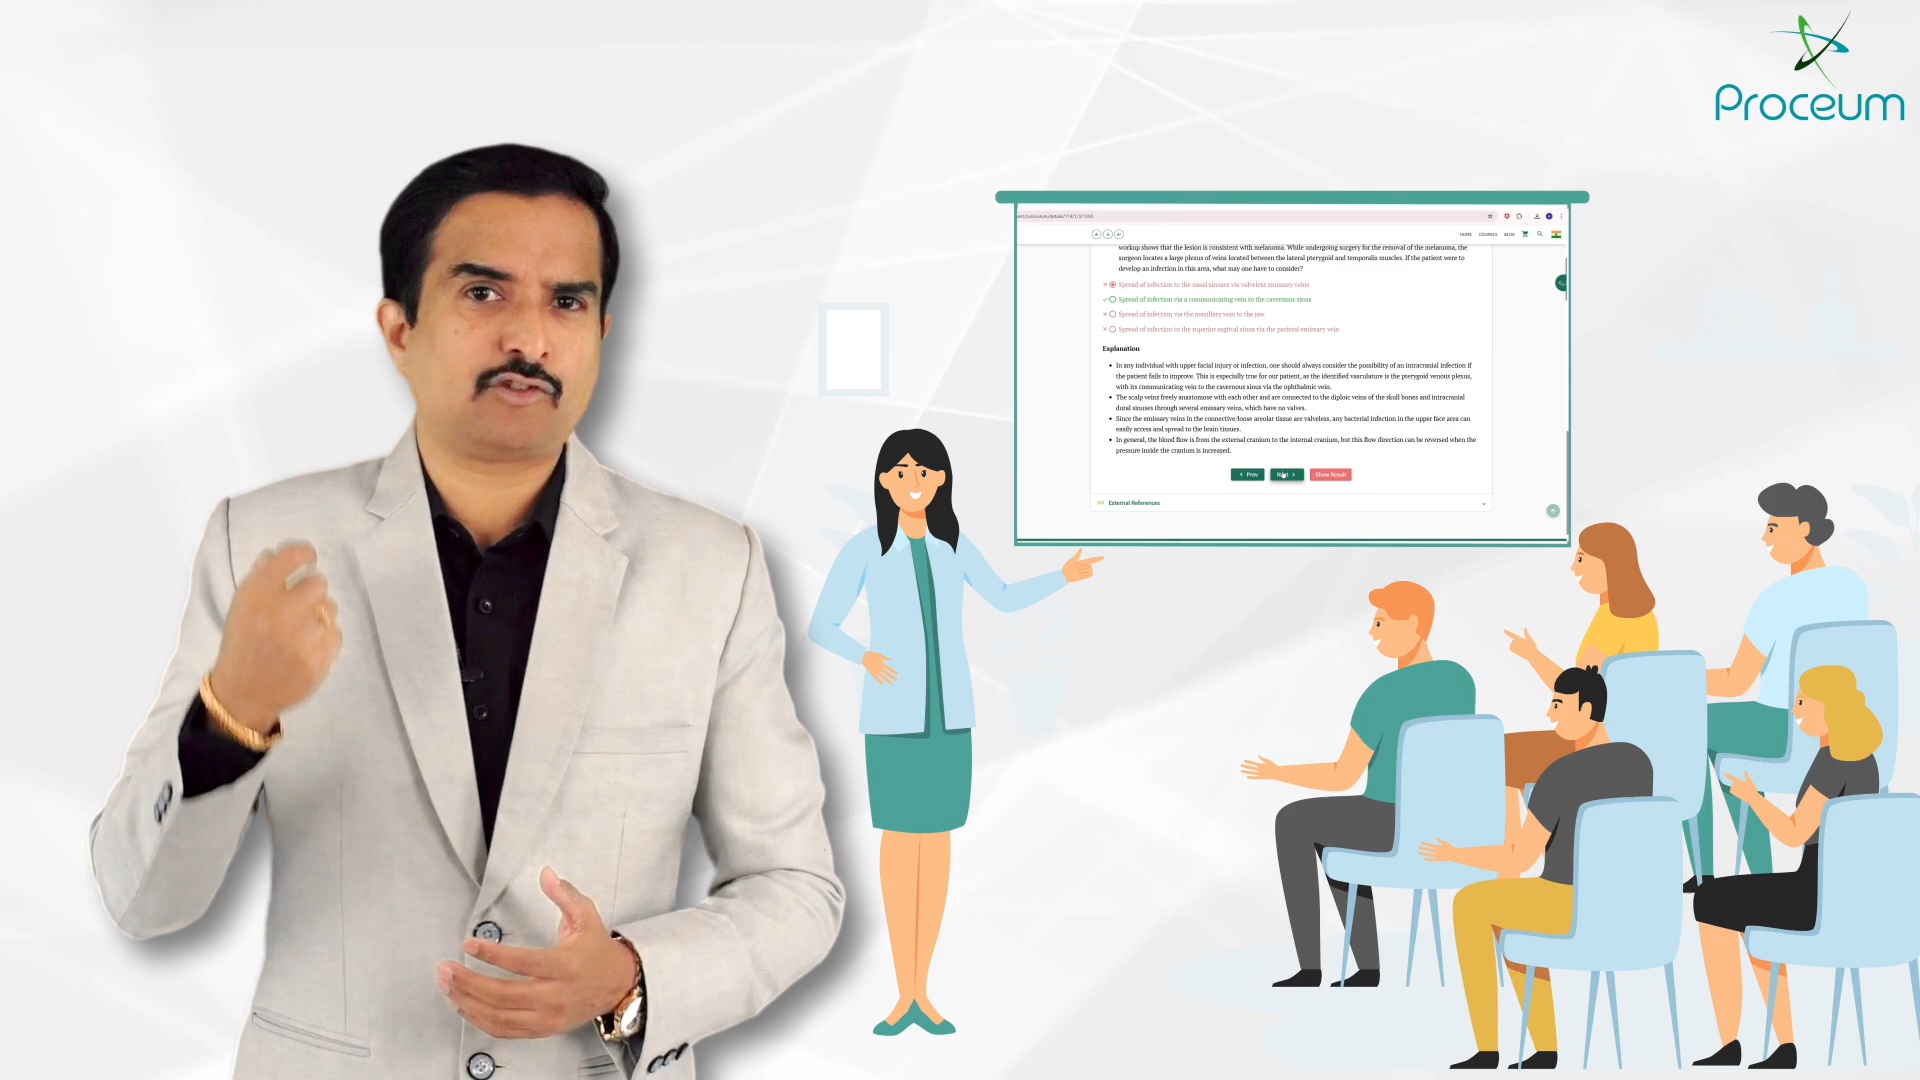 Proceum
ent/curriculum/details/114/1/3/1550
A- A A+
HOME COURSES BLOG
workup shows that the lesion is consistent with melanoma. While undergoing surgery for the removal of the melanoma, the
surgeon locates a large plexus of veins located between the lateral pterygoid and temporalis muscles. If the patient were to
develop an infection in this area, what may one have to consider?
Spread of infection to the nasal sinuses via valveless emissary veins
Spread of infection via a communicating vein to the cavernous sinus
Spread of infection via the maxillary vein to the jaw
Spread of infection to the superior sagittal sinus via the parietal emissary vein
Explanation
• In any individual with upper facial injury or infection, one should always consider the possibility of an intracranial infection if
the patient fails to improve. This is especially true for our patient, as the identified vasculature is the pterygoid venous plexus,
with its communicating vein to the cavernous sinus via the ophthalmic vein.
• The scalp veins freely anastomose with each other and are connected to the diploic veins of the skull bones and intracranial
dural sinuses through several emissary veins, which have no valves.
• Since the emissary veins in the connective/loose areolar tissue are valveless, any bacterial infection in the upper face area can
easily access and spread to the brain tissues.
• In general, the blood flow is from the external cranium to the internal cranium, but this flow direction can be reversed when the
pressure inside the cranium is increased.
< Prev Next > Show Result
External References